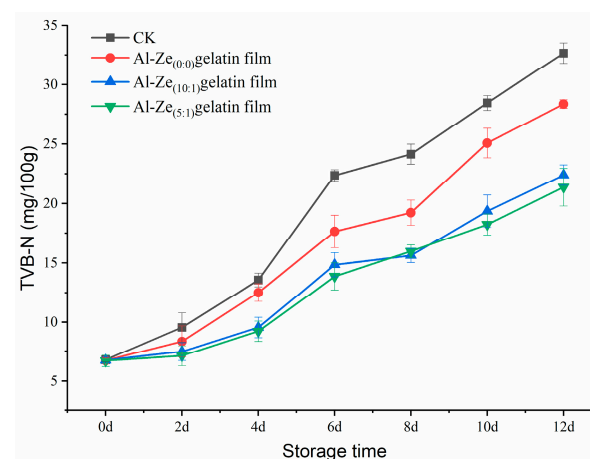 35
30
25
20
15
10
5
TVB-N (mg/100g)
CK
Al-Ze(0:0)gelatin film
Al-Ze(10:1)gelatin film
Al-Ze(5:1)gelatin film
0d 2d 4d 6d 8d 10d 12d
Storage time